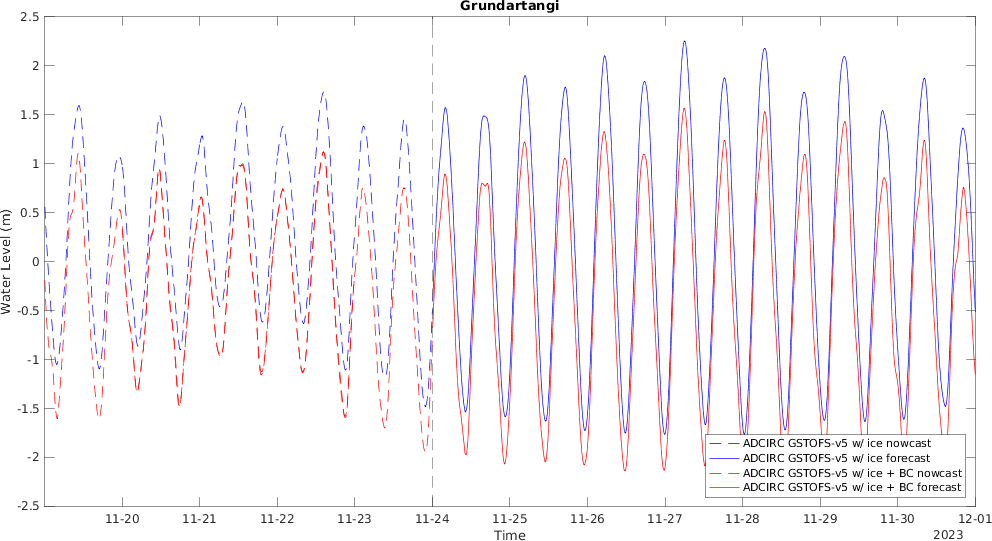 Grundartangi
2.5
2
1.5
1
0.5
0
-0.5
-1
-1.5
-2
-2.5
Water Level (m)
ADCIRC GSTOFS-v5 w/ ice nowcast
ADCIRC GSTOFS-v5 w/ ice forecast
ADCIRC GSTOFS-v5 w/ ice + BC nowcast
ADCIRC GSTOFS-v5 w/ ice + BC forecast
11-20 11-21 11-22 11-23 11-24 11-25 11-26 11-27 11-28 11-29 11-30 12-01
Time
2023